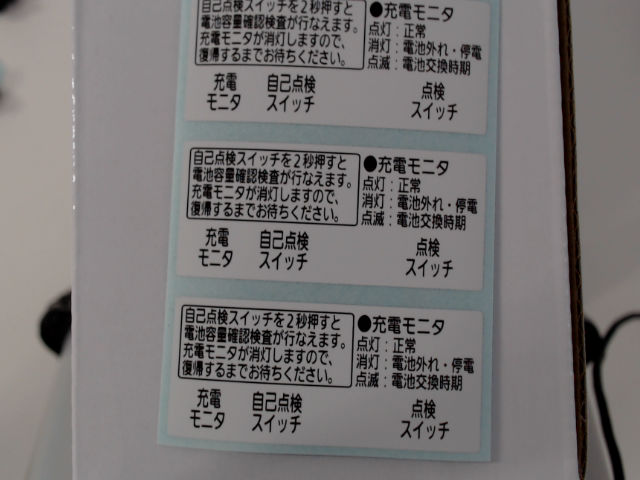 自己点検スイッチを2秒押すと
電池容量確認検査が行なえます。
充電モニタが消灯しますので、
復帰するまでお待ちください。
●充電モニタ
点灯：正常
消灯：電池外れ・停電
点滅：電池交換時期
充電
モニタ
自己点検
スイッチ
点検
スイッチ
自己点検スイッチを2秒押すと
電池容量確認検査が行なえます。
充電モニタが消灯しますので、
復帰するまでお待ちください。
●充電モニタ
点灯：正常
消灯：電池外れ・停電
点滅：電池交換時期
充電
モニタ
自己点検
スイッチ
点検
スイッチ
自己点検スイッチを2秒押すと
電池容量確認検査が行なえます。
充電モニタが消灯しますので、
復帰するまでお待ちください。
●充電モニタ
点灯：正常
消灯：電池外れ・停電
点滅：電池交換時期
充電
モニタ
自己点検
スイッチ
点検
スイッチ